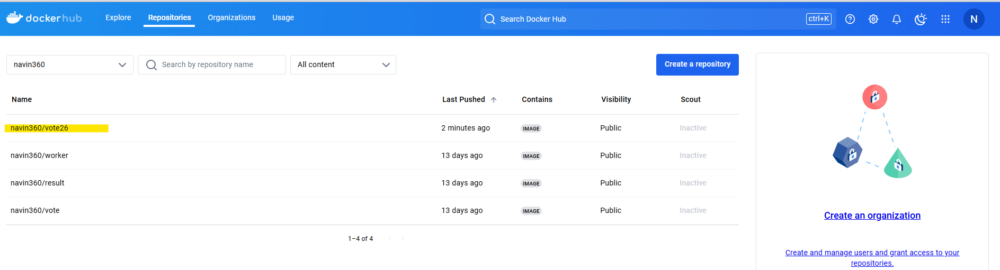 dockerhub Explore Repositories Organizations Usage Search Docker Hub ctrl+K N
navin360 Search by repository name All content Create a repository
Name Last Pushed Contains Visibility Scout
navin360/vote26 2 minutes ago IMAGE Public Inactive
navin360/worker 13 days ago IMAGE Public Inactive
navin360/result 13 days ago IMAGE Public Inactive
navin360/vote 13 days ago IMAGE Public Inactive
1–4 of 4
Create an organization
Create and manage users and grant access to your
repositories.